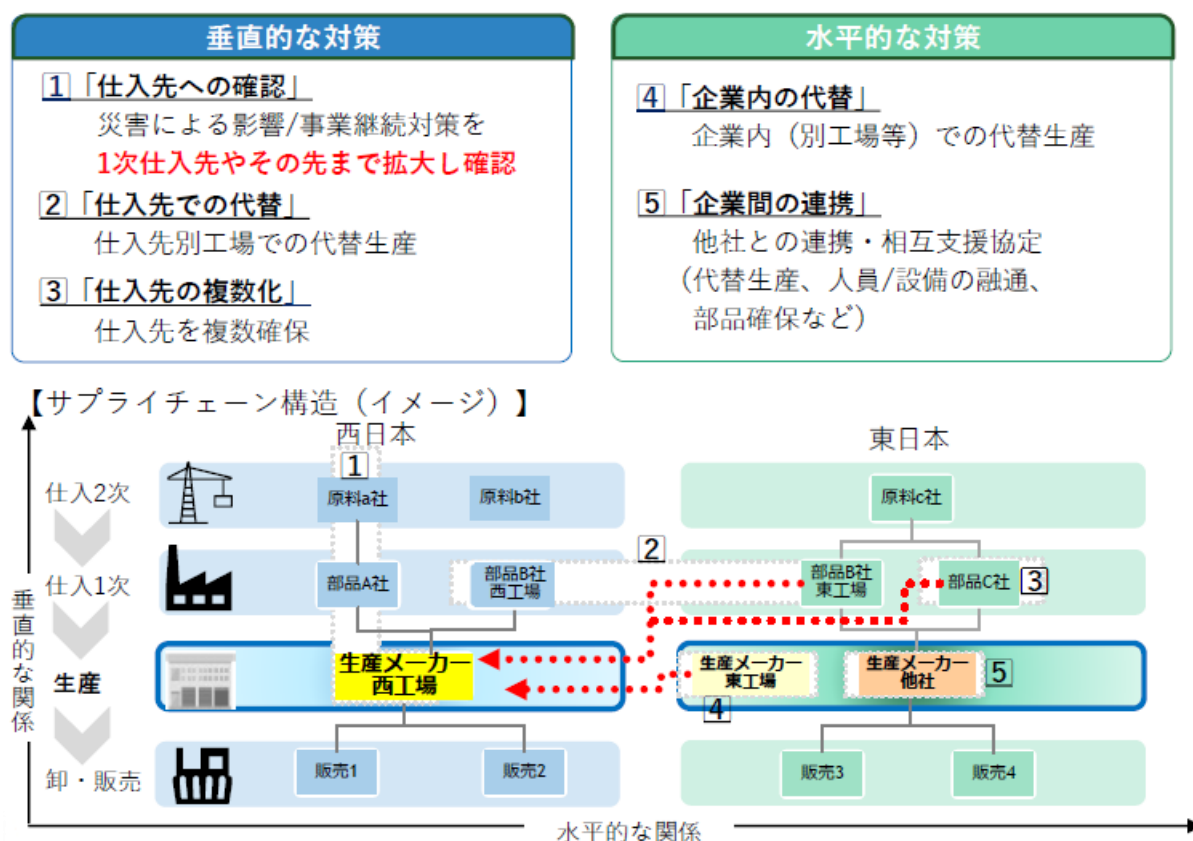 垂直的な対策
1「仕入先への確認」
災害による影響/事業継続対策を
1次仕入先やその先まで拡大し確認
2「仕入先での代替」
仕入先別工場での代替生産
3「仕入先の複数化」
仕入先を複数確保
水平的な対策
4「企業内の代替」
企業内（別工場等）での代替生産
5「企業間の連携」
他社との連携・相互支援協定
（代替生産、人員/設備の融通、
部品確保など）
【サプライチェーン構造（イメージ）】
西日本
東日本
1
仕入2次
原料a社
原料b社
原料c社
2
仕入1次
部品A社
部品B社
西工場
部品B社
東工場
部品C社
3
垂直的な関係
生産
生産メーカー
西工場
生産メーカー
東工場
生産メーカー
他社
5
4
卸・販売
販売1
販売2
販売3
販売4
水平的な関係